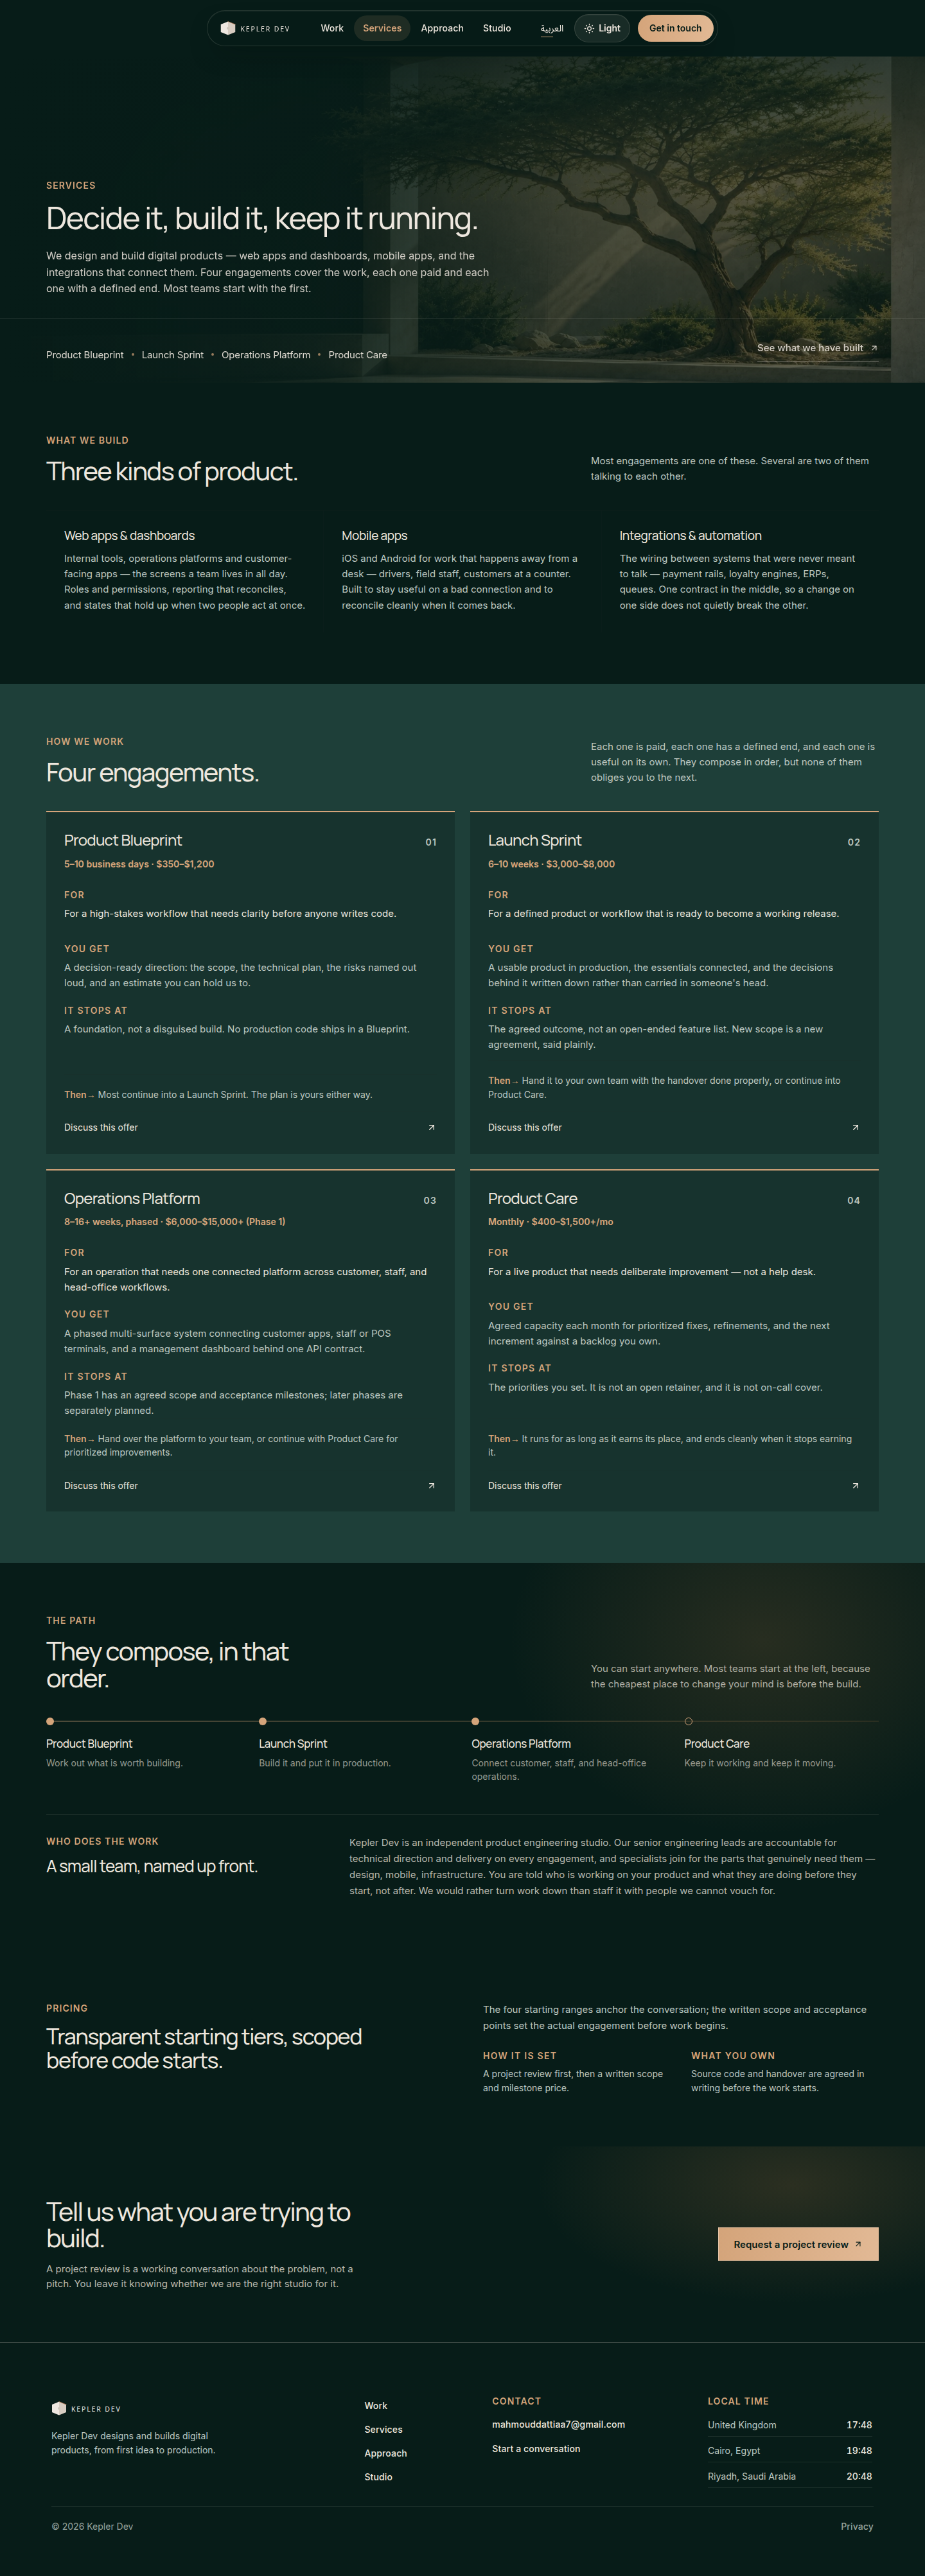 KEPLER DEV
Work
Services
Approach
Studio
العربية
Light
Get in touch
SERVICES
Decide it, build it, keep it running.
We design and build digital products — web apps and dashboards, mobile apps, and the
integrations that connect them. Four engagements cover the work, each one paid and each
one with a defined end. Most teams start with the first.
Product Blueprint • Launch Sprint • Operations Platform • Product Care
See what we have built
WHAT WE BUILD
Three kinds of product.
Most engagements are one of these. Several are two of them
talking to each other.
Web apps & dashboards
Internal tools, operations platforms and customer-
facing apps — the screens a team lives in all day.
Roles and permissions, reporting that reconciles,
and states that hold up when two people act at once.
Mobile apps
iOS and Android for work that happens away from a
desk — drivers, field staff, customers at a counter.
Built to stay useful on a bad connection and to
reconcile cleanly when it comes back.
Integrations & automation
The wiring between systems that were never meant
to talk — payment rails, loyalty engines, ERPs,
queues. One contract in the middle, so a change on
one side does not quietly break the other.
HOW WE WORK
Four engagements.
Each one is paid, each one has a defined end, and each one is
useful on its own. They compose in order, but none of them
obliges you to the next.
Product Blueprint
01
5–10 business days · $350–$1,200
FOR
For a high-stakes workflow that needs clarity before anyone writes code.
YOU GET
A decision-ready direction: the scope, the technical plan, the risks named out
loud, and an estimate you can hold us to.
IT STOPS AT
A foundation, not a disguised build. No production code ships in a Blueprint.
Then→ Most continue into a Launch Sprint. The plan is yours either way.
Discuss this offer
Launch Sprint
02
6–10 weeks · $3,000–$8,000
FOR
For a defined product or workflow that is ready to become a working release.
YOU GET
A usable product in production, the essentials connected, and the decisions
behind it written down rather than carried in someone's head.
IT STOPS AT
The agreed outcome, not an open-ended feature list. New scope is a new
agreement, said plainly.
Then→ Hand it to your own team with the handover done properly, or continue into
Product Care.
Discuss this offer
Operations Platform
03
8–16+ weeks, phased · $6,000–$15,000+ (Phase 1)
FOR
For an operation that needs one connected platform across customer, staff, and
head-office workflows.
YOU GET
A phased multi-surface system connecting customer apps, staff or POS
terminals, and a management dashboard behind one API contract.
IT STOPS AT
Phase 1 has an agreed scope and acceptance milestones; later phases are
separately planned.
Then→ Hand over the platform to your team, or continue with Product Care for
prioritized improvements.
Discuss this offer
Product Care
04
Monthly · $400–$1,500+/mo
FOR
For a live product that needs deliberate improvement — not a help desk.
YOU GET
Agreed capacity each month for prioritized fixes, refinements, and the next
increment against a backlog you own.
IT STOPS AT
The priorities you set. It is not an open retainer, and it is not on-call cover.
Then→ It runs for as long as it earns its place, and ends cleanly when it stops earning
it.
Discuss this offer
THE PATH
They compose, in that
order.
You can start anywhere. Most teams start at the left, because
the cheapest place to change your mind is before the build.
Product Blueprint
Work out what is worth building.
Launch Sprint
Build it and put it in production.
Operations Platform
Connect customer, staff, and head-office
operations.
Product Care
Keep it working and keep it moving.
WHO DOES THE WORK
A small team, named up front.
Kepler Dev is an independent product engineering studio. Our senior engineering leads are accountable for
technical direction and delivery on every engagement, and specialists join for the parts that genuinely need them —
design, mobile, infrastructure. You are told who is working on your product and what they are doing before they
start, not after. We would rather turn work down than staff it with people we cannot vouch for.
PRICING
Transparent starting tiers, scoped
before code starts.
The four starting ranges anchor the conversation; the written scope and acceptance
points set the actual engagement before work begins.
HOW IT IS SET
A project review first, then a written scope
and milestone price.
WHAT YOU OWN
Source code and handover are agreed in
writing before the work starts.
Tell us what you are trying to
build.
A project review is a working conversation about the problem, not a
pitch. You leave it knowing whether we are the right studio for it.
Request a project review
KEPLER DEV
Kepler Dev designs and builds digital
products, from first idea to production.
Work
Services
Approach
Studio
CONTACT
mahmouddattiaa7@gmail.com
Start a conversation
LOCAL TIME
United Kingdom 17:48
Cairo, Egypt 19:48
Riyadh, Saudi Arabia 20:48
© 2026 Kepler Dev
Privacy